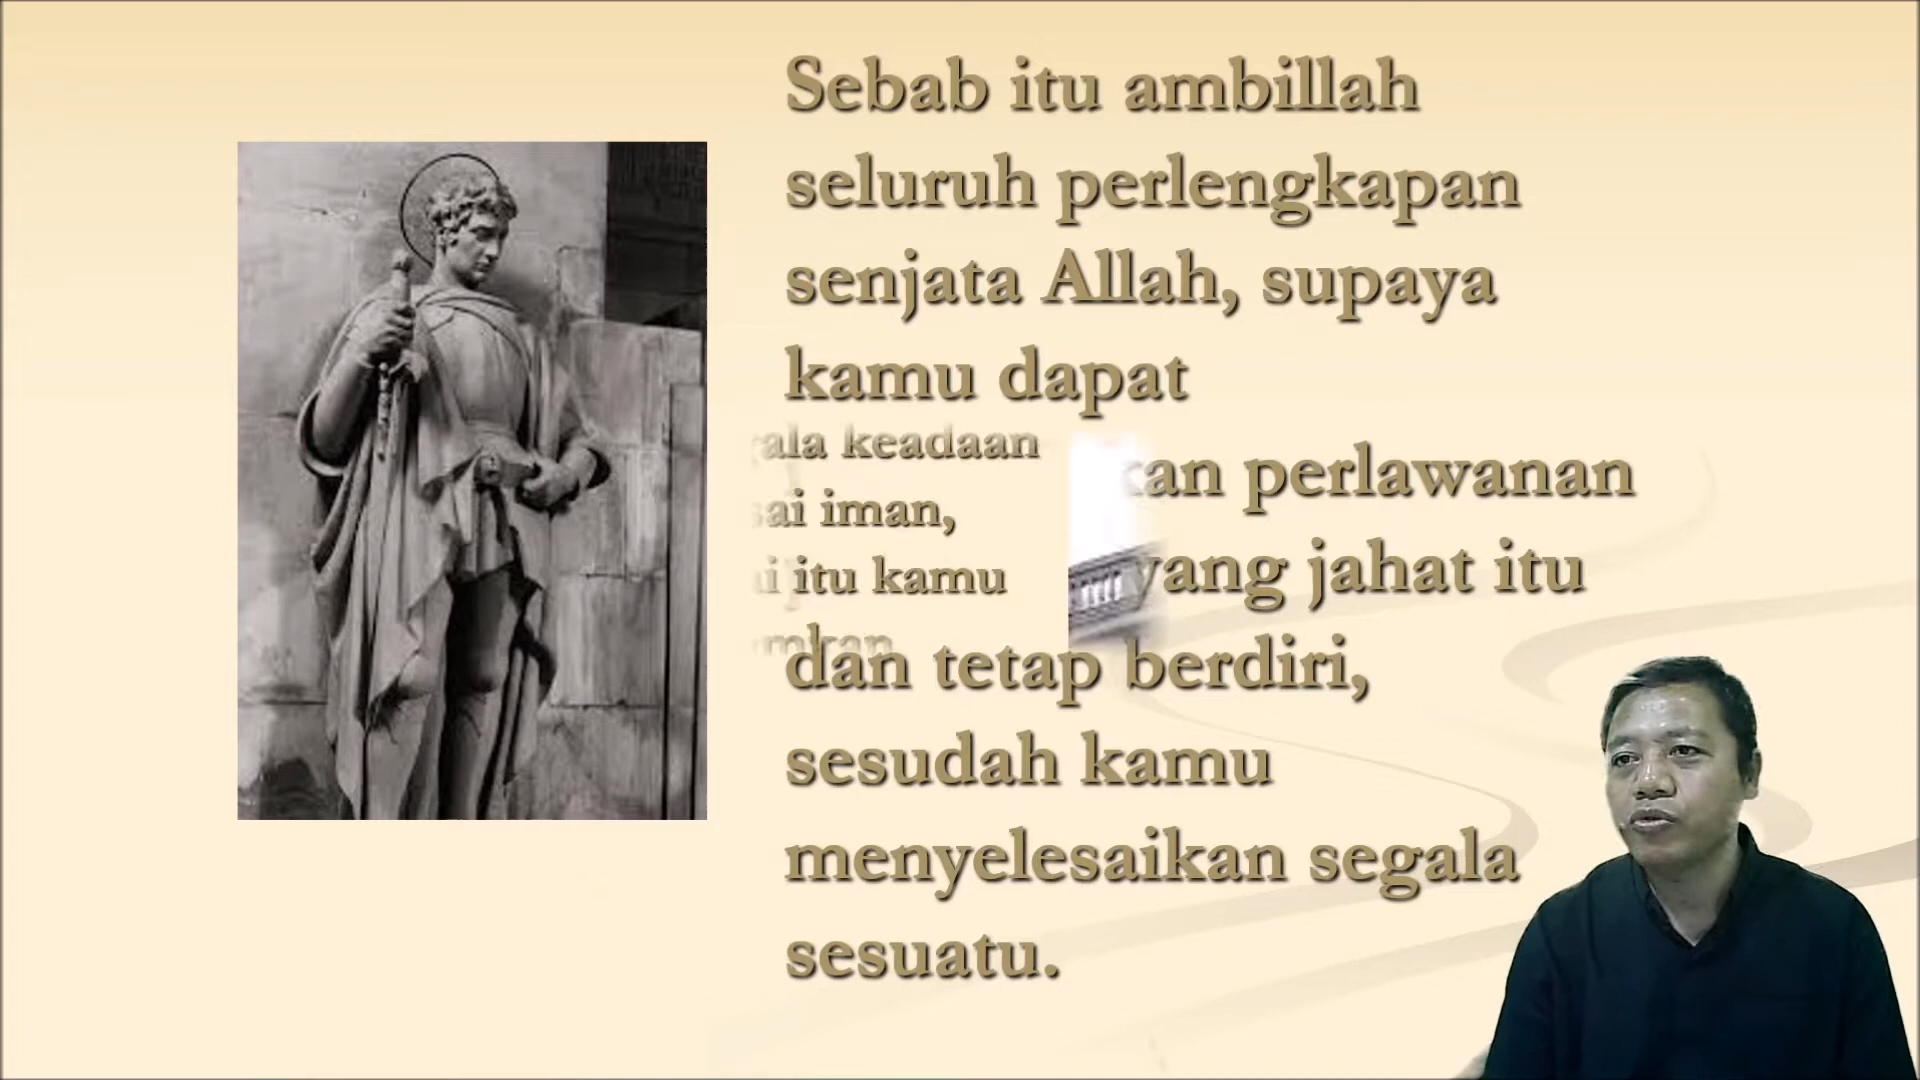 Sebab itu ambillah
seluruh perlengkapan
senjata Allah, supaya
kamu dapat
keadaan
perlawanan
iman,
itu kamu
yang jahat itu
dan tetap berdiri,
sesudah kamu
menyelesaikan segala
sesuatu.